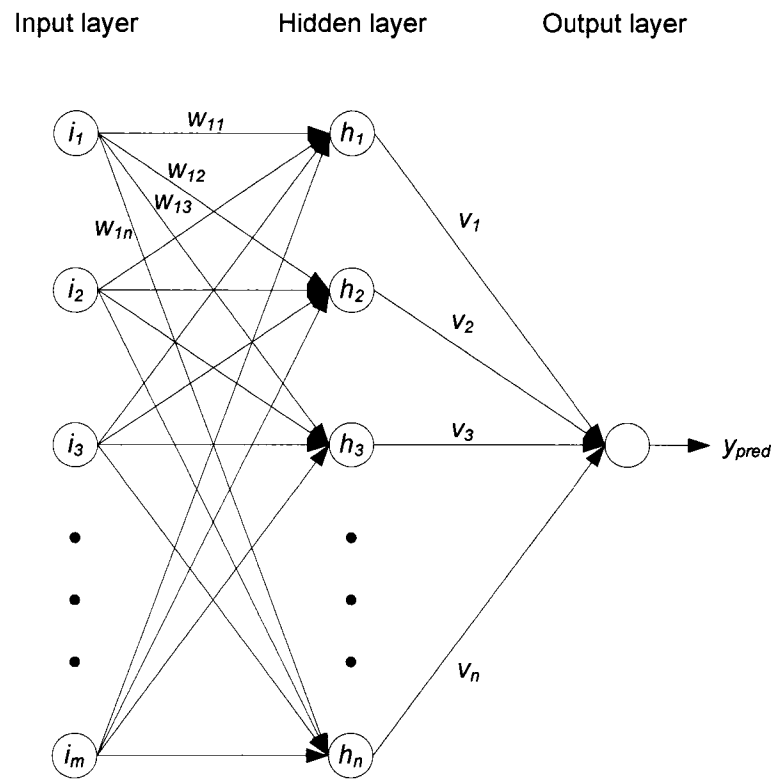 Input layer Hidden layer Output layer
i1 w11 h1
w12
w13
w1n v1
i2 h2
v2
i3 h3 v3 ypred
vn
im hn